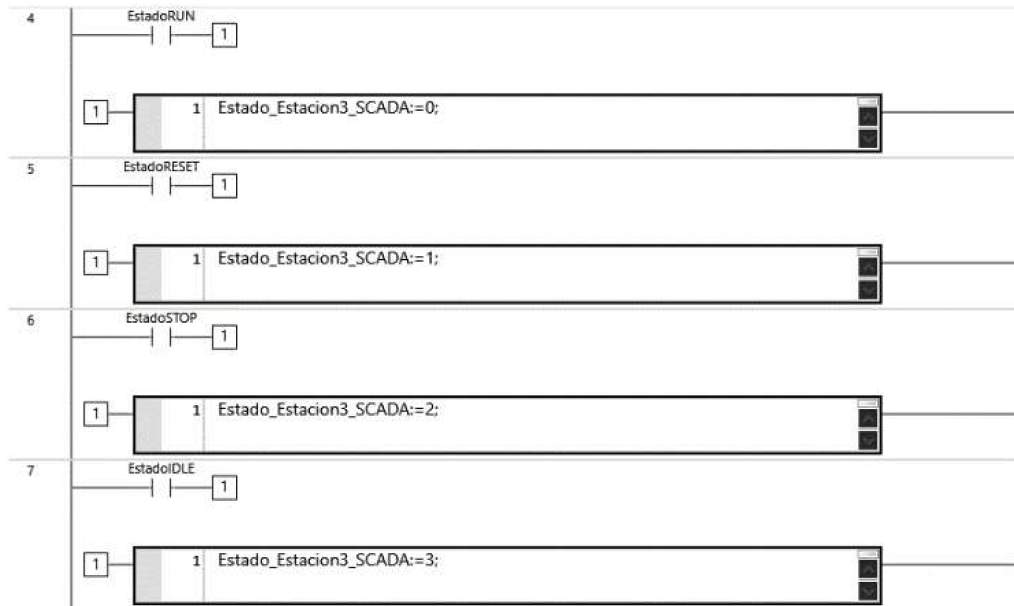 4
EstadoRUN
1
1
1 Estado_Estacion3_SCADA:=0;
5
EstadoRESET
1
1
1 Estado_Estacion3_SCADA:=1;
6
EstadoSTOP
1
1
1 Estado_Estacion3_SCADA:=2;
7
EstadoIDLE
1
1
1 Estado_Estacion3_SCADA:=3;